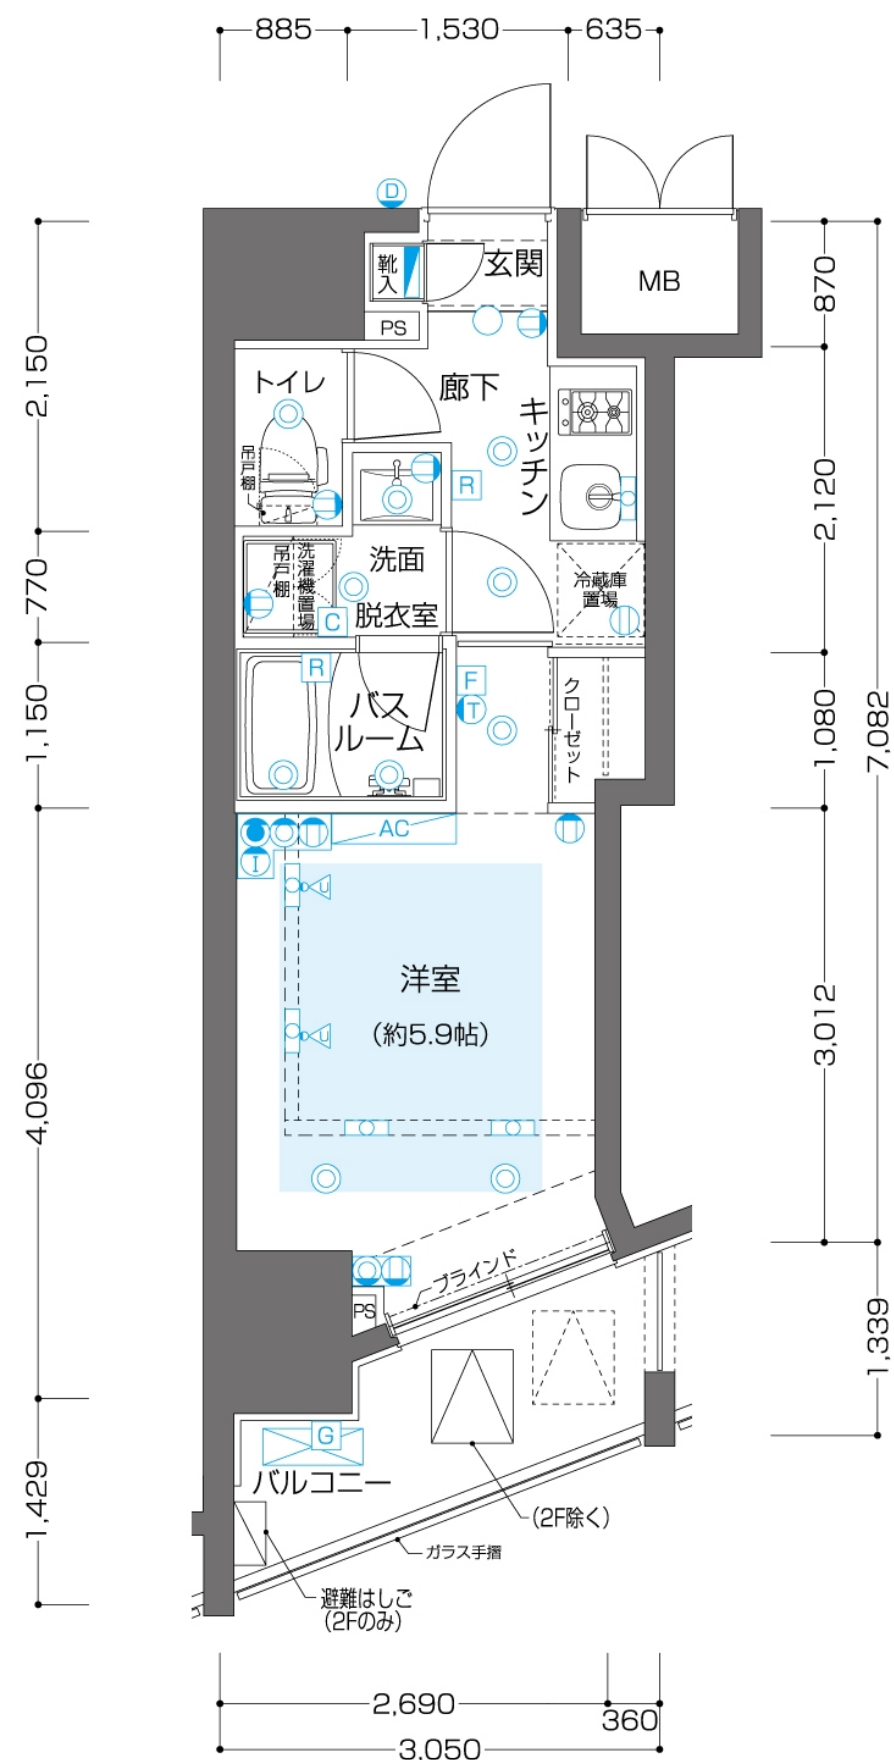 885
1,530
635
D
靴入
玄関
MB
PS
870
2,150
トイレ
廊下
キッチン
吊戸棚
R
2,120
770
吊戸棚
洗濯機置場
洗面
脱衣室
C
冷蔵庫
置場
1,150
R
バス
ルーム
F
T
クローゼット
1,080
7,082
AC
I
U
洋室
(約5.9帖)
U
3,012
4,096
ブラインド
PS
1,339
G
バルコニー
1,429
(2F除く)
ガラス手摺
避難はしご
(2Fのみ)
2,690
360
3,050